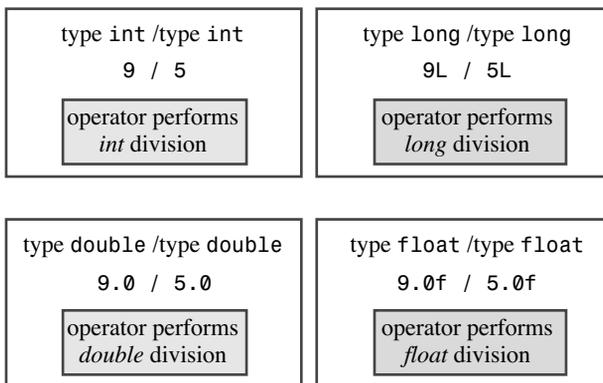 type int /type int
9 / 5
operator performs
int division
type long /type long
9L / 5L
operator performs
long division
type double /type double
9.0 / 5.0
operator performs
double division
type float /type float
9.0f / 5.0f
operator performs
float division